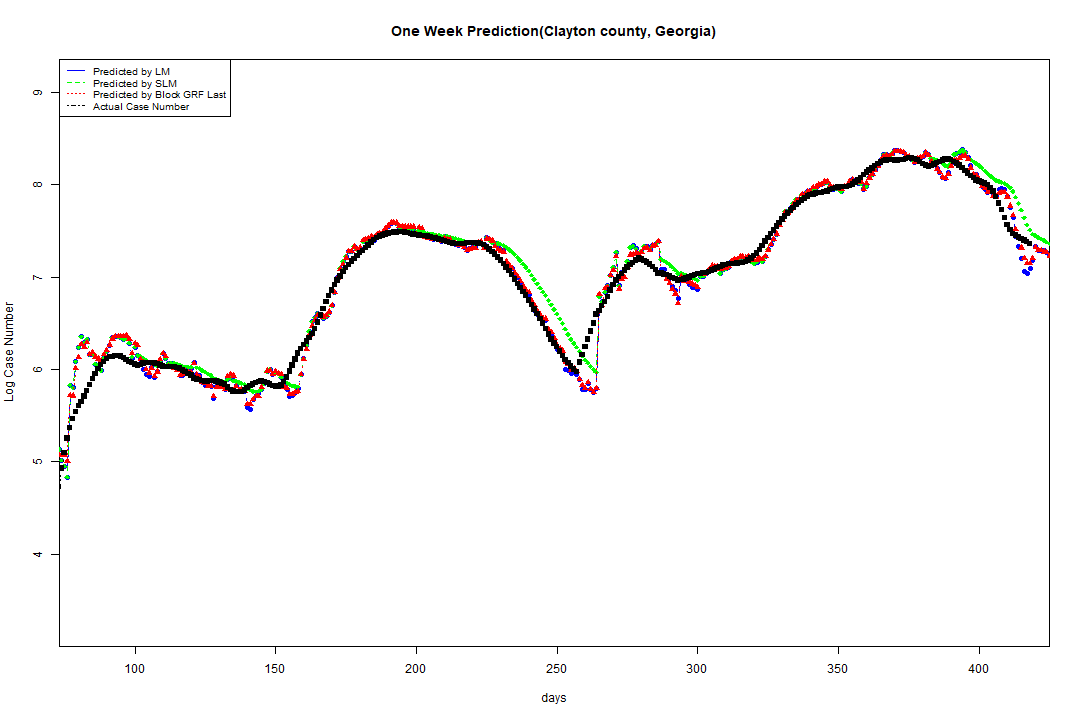 One Week Prediction(Clayton county, Georgia)
Predicted by LM
Predicted by SLM
Predicted by Block GRF Last
Actual Case Number
9
8
7
6
5
4
Log Case Number
100 150 200 250 300 350 400
days